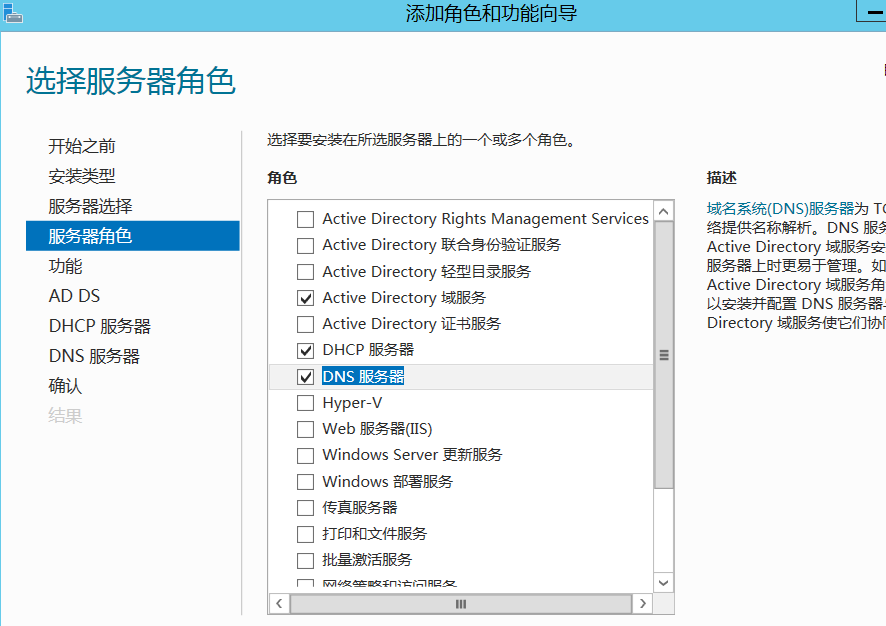 添加角色和功能向导
选择服务器角色
开始之前
安装类型
服务器选择
服务器角色
功能
AD DS
DHCP 服务器
DNS 服务器
确认
结果
选择要安装在所选服务器上的一个或多个角色。
角色
Active Directory Rights Management Services
Active Directory 联合身份验证服务
Active Directory 轻型目录服务
Active Directory 域服务
Active Directory 证书服务
DHCP 服务器
DNS 服务器
Hyper-V
Web 服务器(IIS)
Windows Server 更新服务
Windows 部署服务
传真服务器
打印和文件服务
批量激活服务
网络策略和访问服务
描述
域名系统(DNS)服务器为 TC
络提供名称解析。DNS 服务
Active Directory 域服务安
服务器上时更易于管理。如
Active Directory 域服务角
以安装并配置 DNS 服务器与
Directory 域服务使它们协同